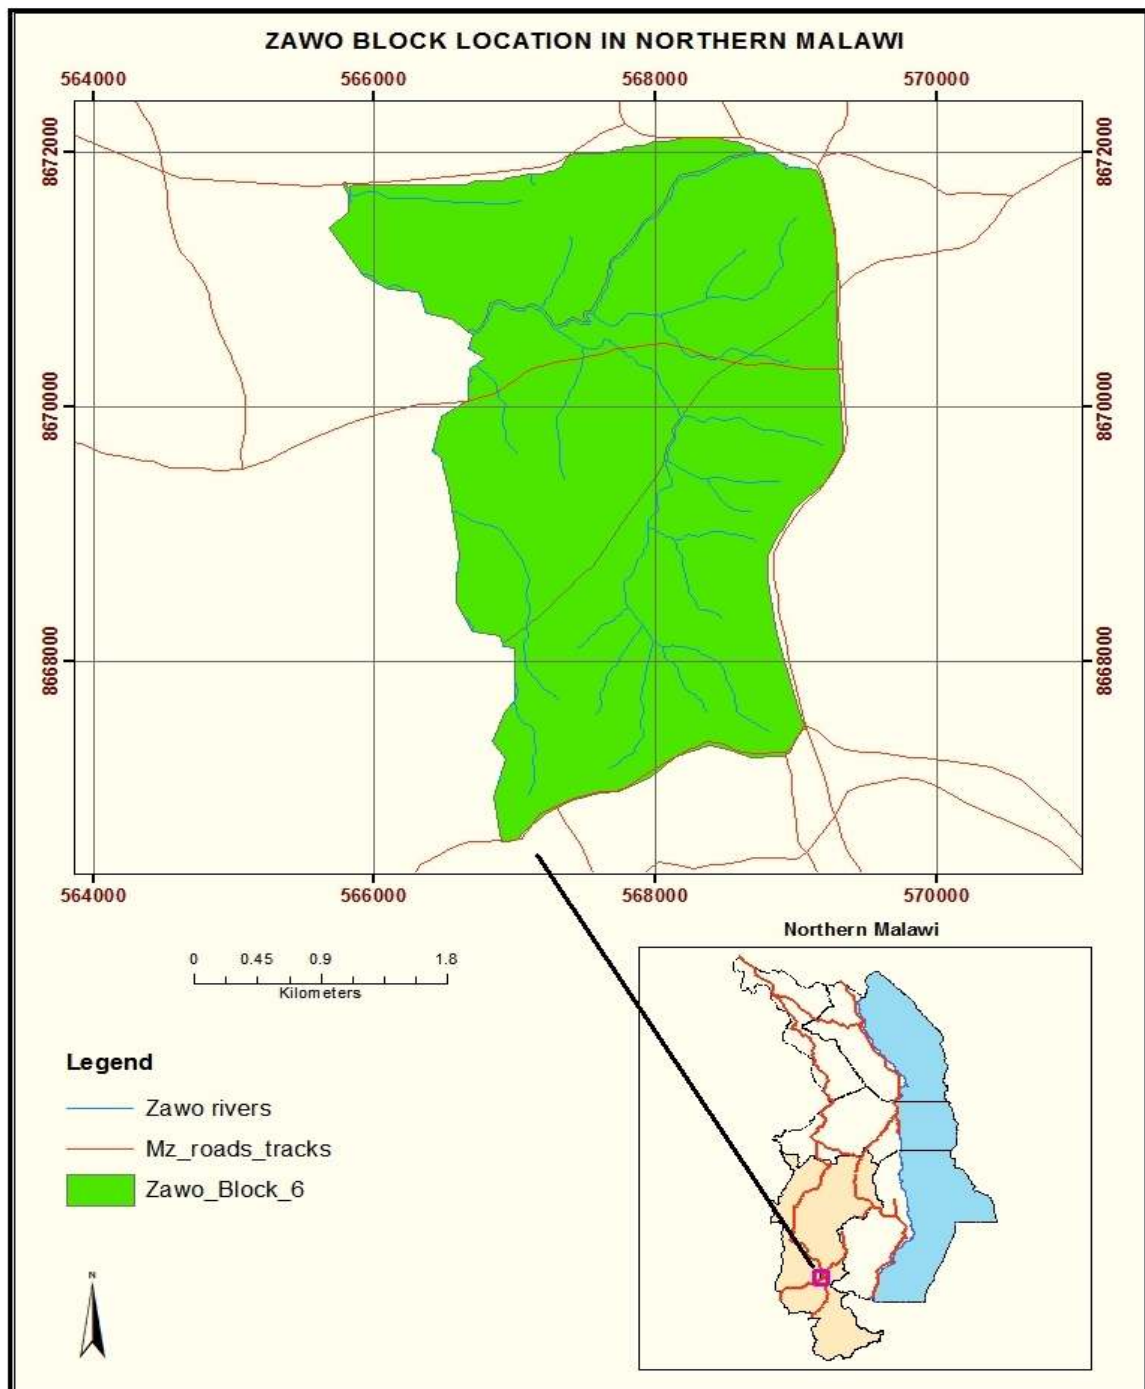 ZAWO BLOCK LOCATION IN NORTHERN MALAWI
564000 566000 568000 570000
8672000 8672000
8670000 8670000
8668000 8668000
564000 566000 568000 570000
Northern Malawi
0 0.45 0.9 1.8
Kilometers
Legend
Zawo rivers
Mz_roads_tracks
Zawo_Block_6
N